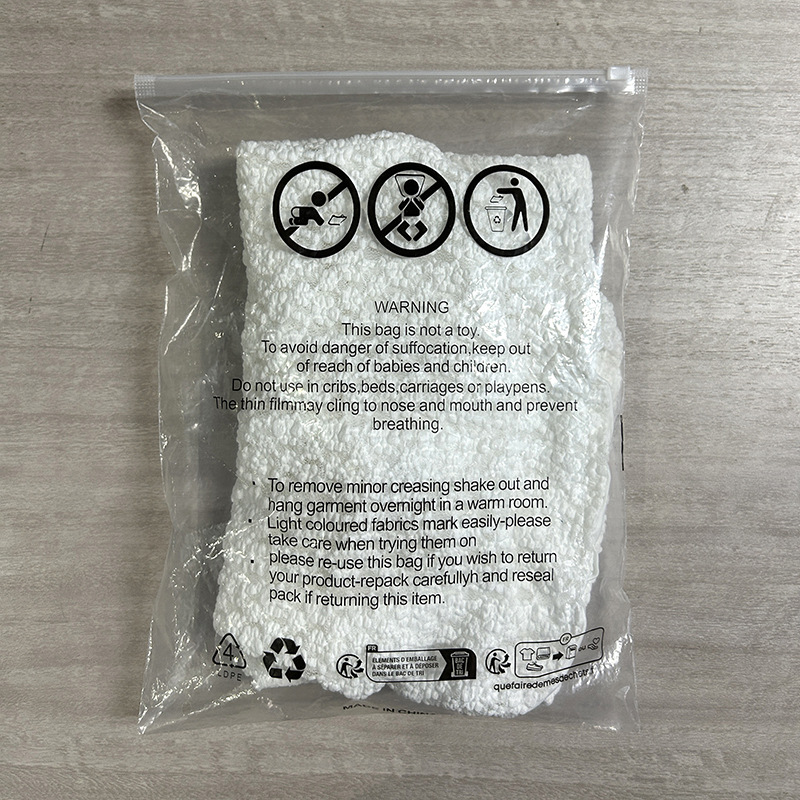 WARNING
This bag is not a toy.
To avoid danger of suffocation,keep out
of reach of babies and children.
Do not use in cribs,beds,carriages or playpens.
The thin filmmay cling to nose and mouth and prevent
breathing.
· To remove minor creasing shake out and
hang garment overnight in a warm room.
· Light coloured fabrics mark easily-please
take care when trying them on
· please re-use this bag if you wish to return
your product-repack carefullyh and reseal
pack if returning this item.
4
LDPE
FR
ÉLÉMENTS D'EMBALLAGE
À SÉPARER ET À DÉPOSER
DANS LE BAC DE TRI
BAC
DE
TRI
FR
ou
MADE IN